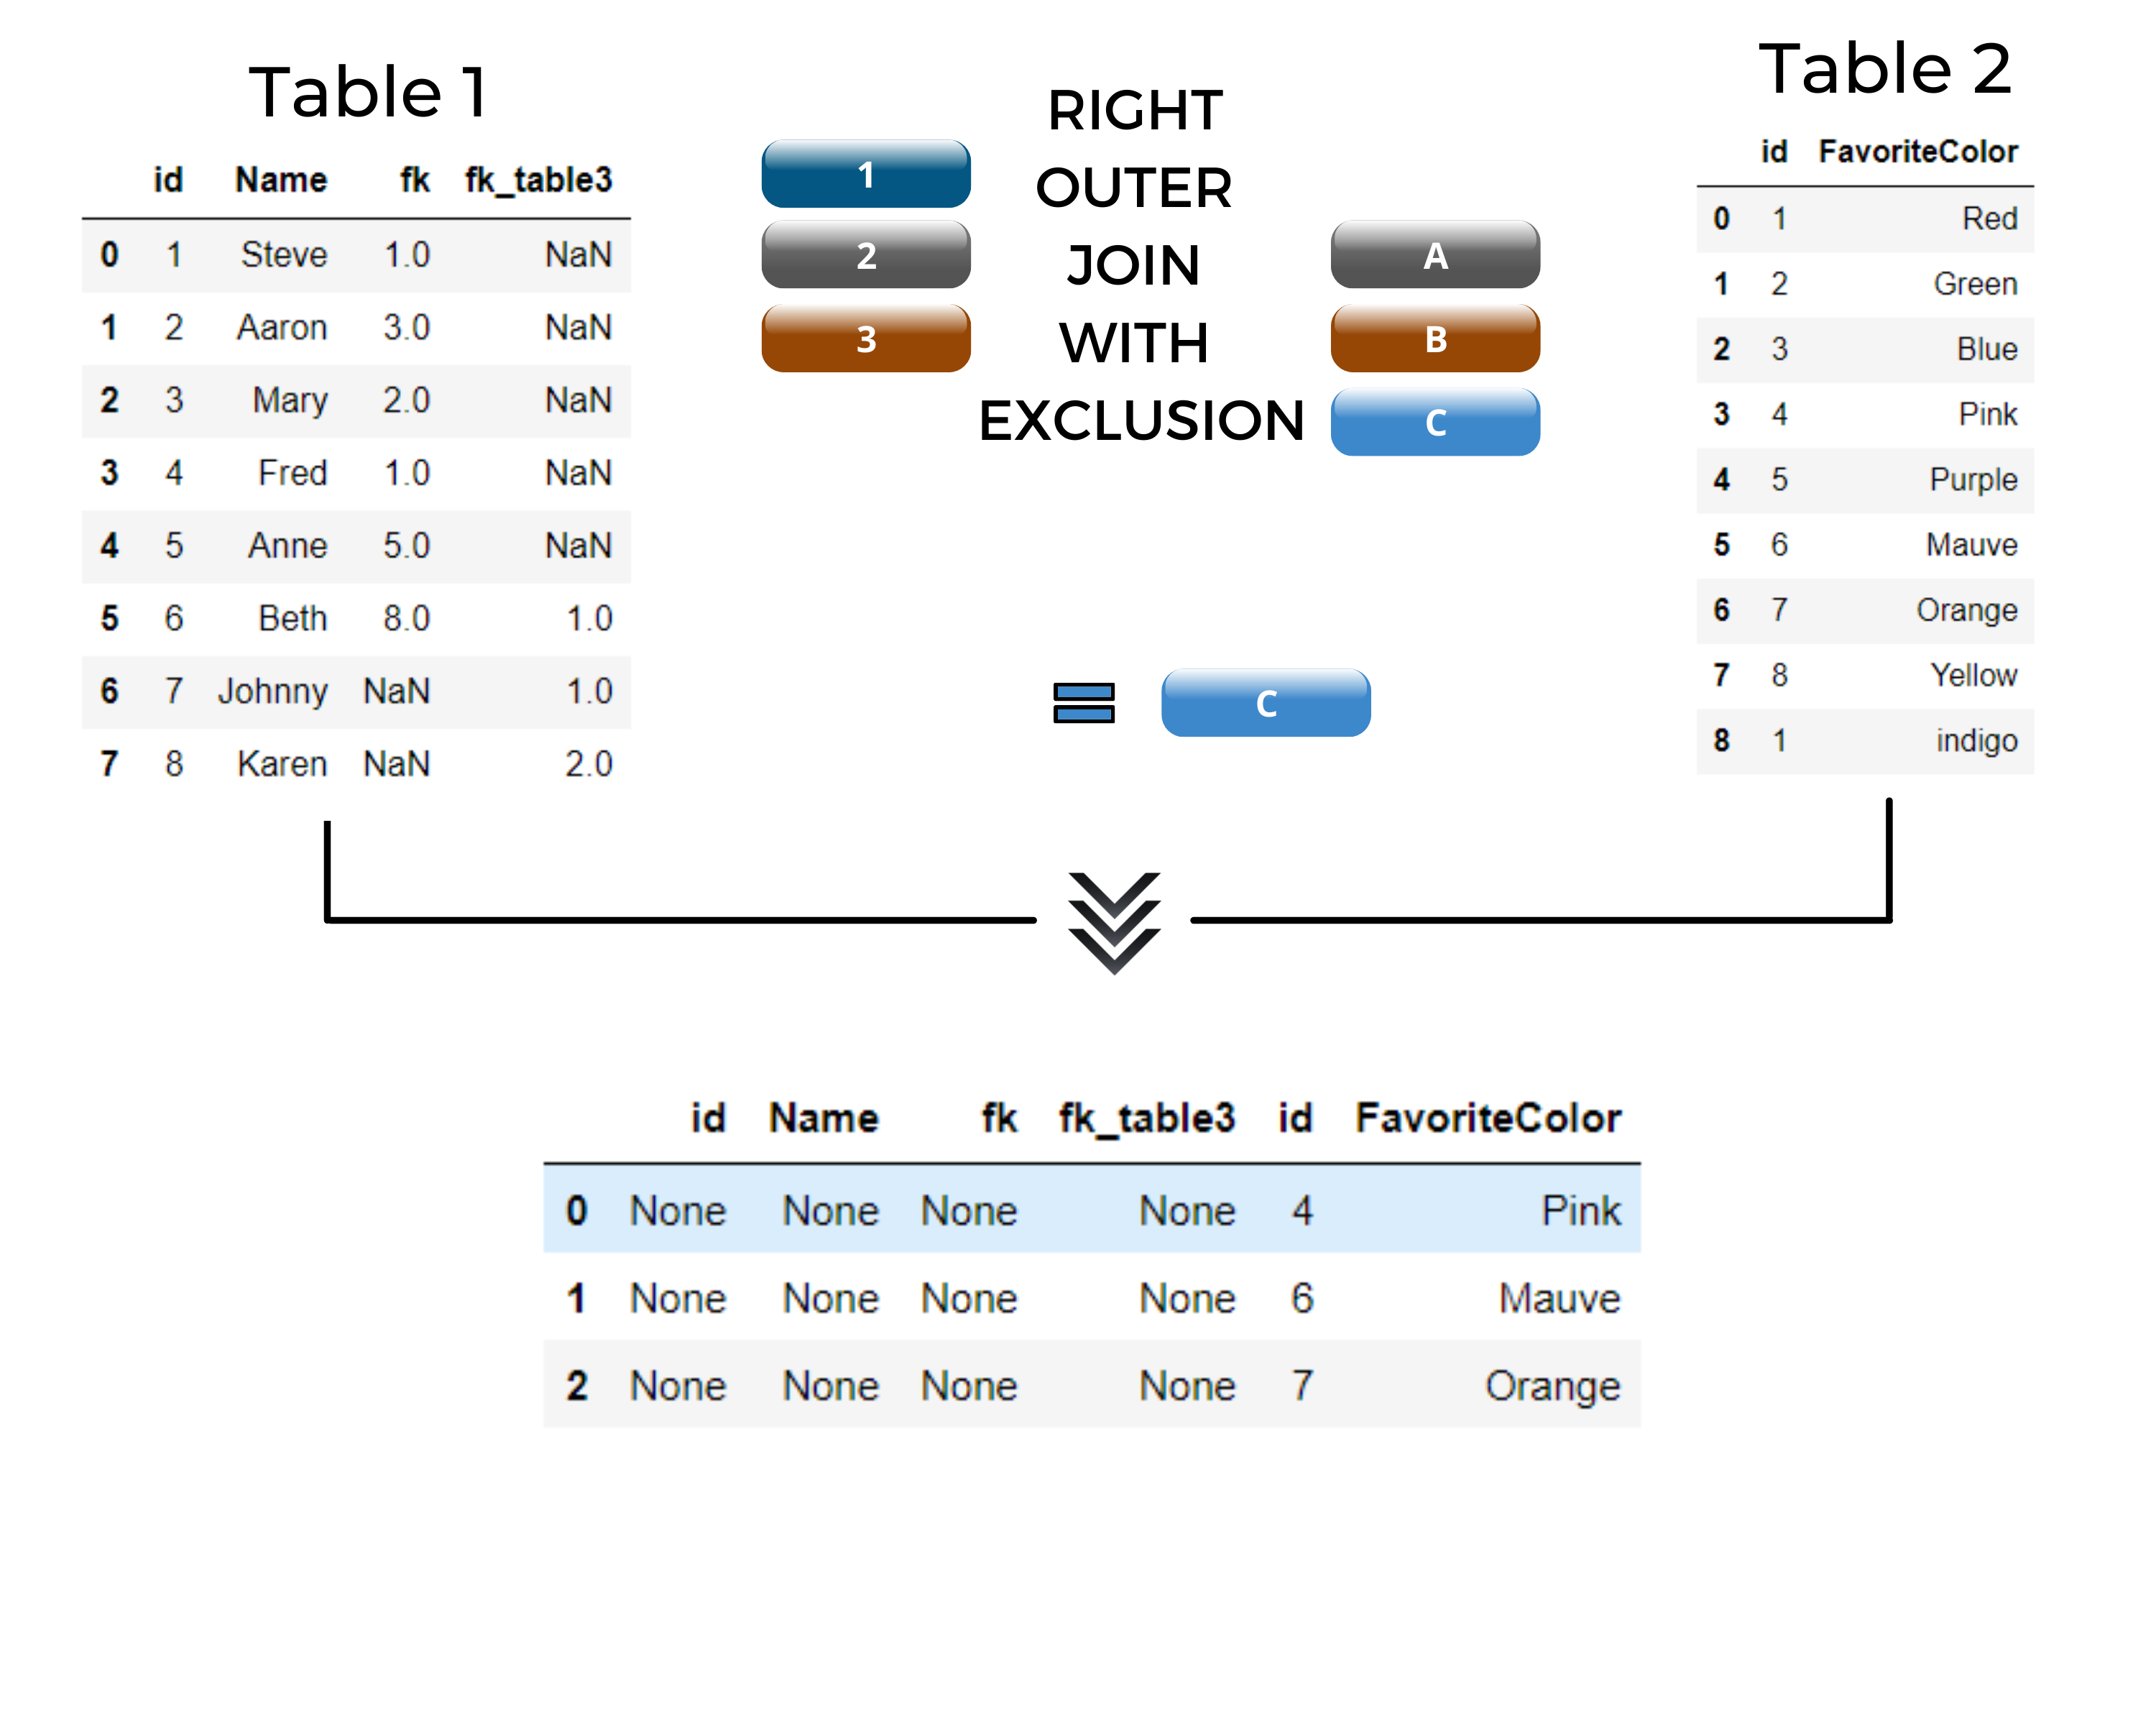 Table 1
id Name fk fk_table3
0 1 Steve 1.0 NaN
1 2 Aaron 3.0 NaN
2 3 Mary 2.0 NaN
3 4 Fred 1.0 NaN
4 5 Anne 5.0 NaN
5 6 Beth 8.0 1.0
6 7 Johnny NaN 1.0
7 8 Karen NaN 2.0
1
2
3
RIGHT
OUTER
JOIN
WITH
EXCLUSION
A
B
C
= C
Table 2
id FavoriteColor
0 1 Red
1 2 Green
2 3 Blue
3 4 Pink
4 5 Purple
5 6 Mauve
6 7 Orange
7 8 Yellow
8 1 indigo
id Name fk fk_table3 id FavoriteColor
0 None None None None 4 Pink
1 None None None None 6 Mauve
2 None None None None 7 Orange